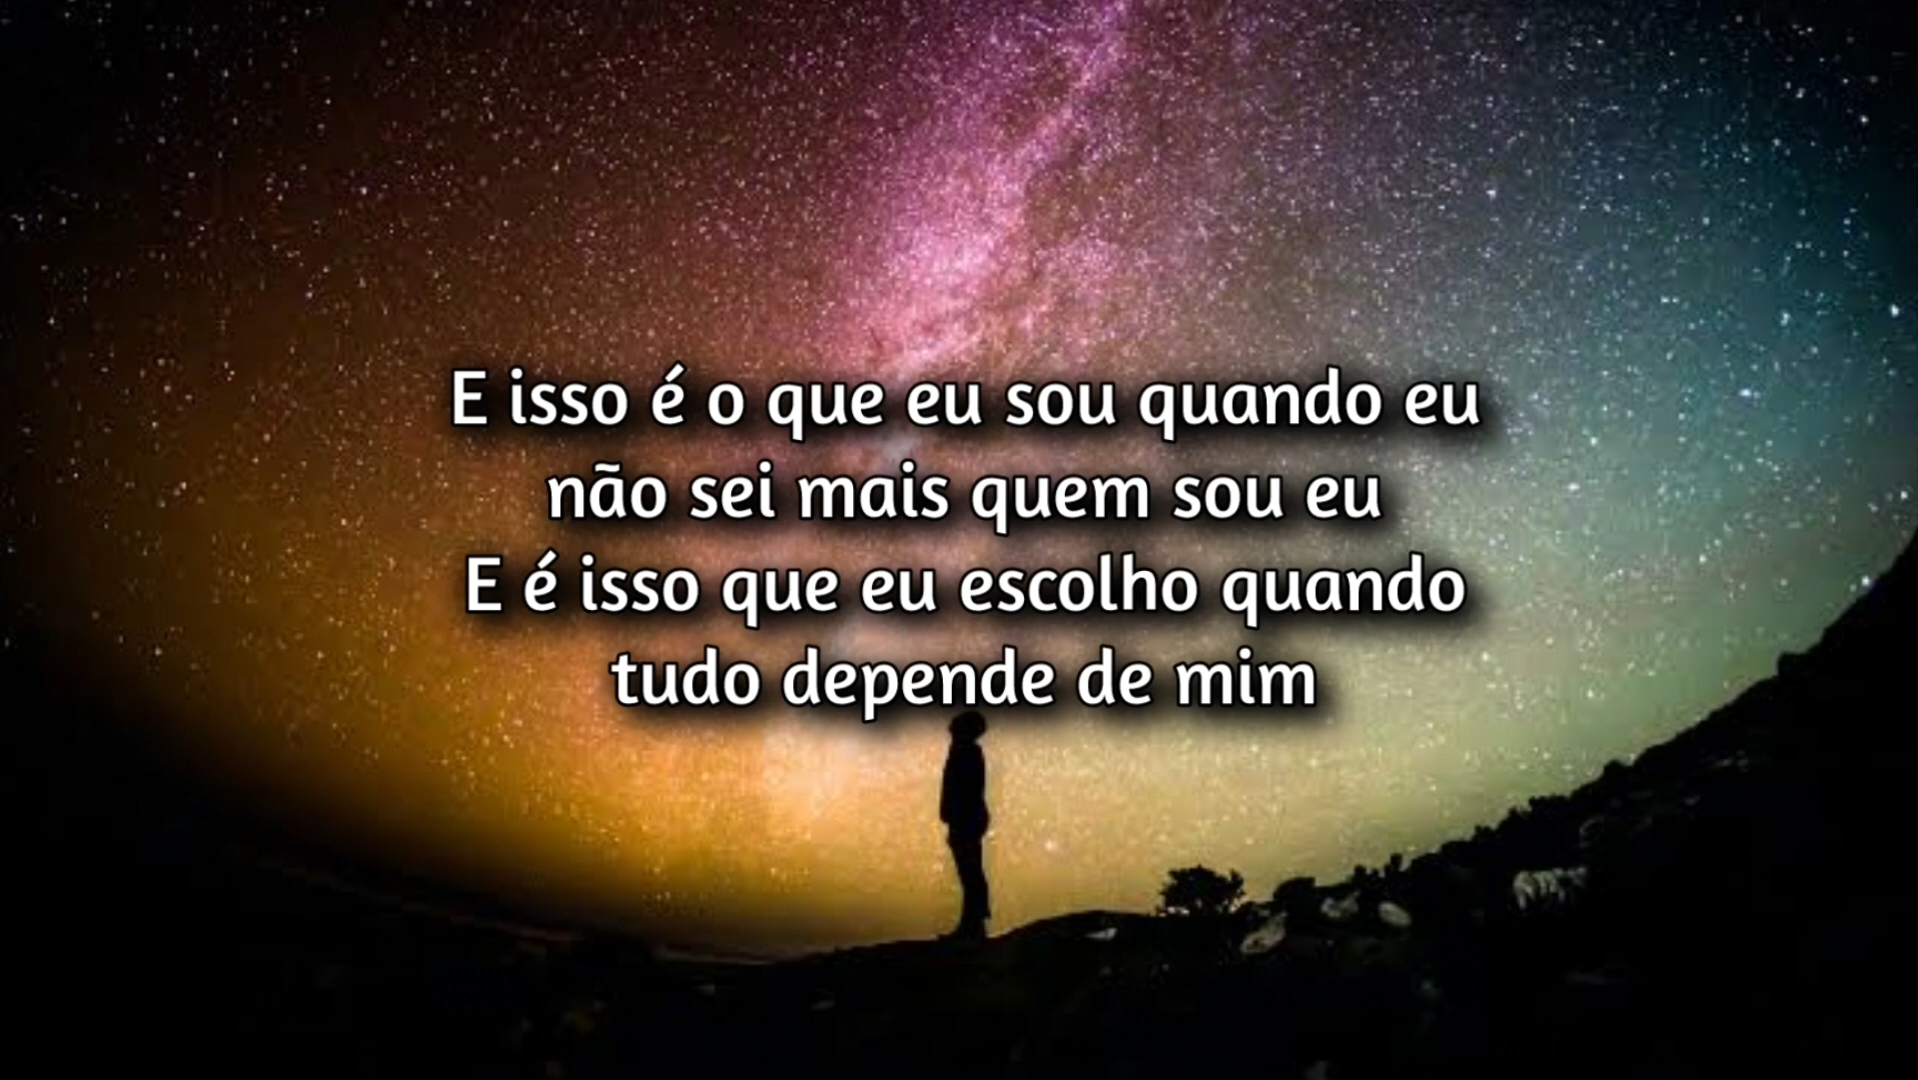 E isso é o que eu sou quando eu
não sei mais quem sou eu
E é isso que eu escolho quando
tudo depende de mim